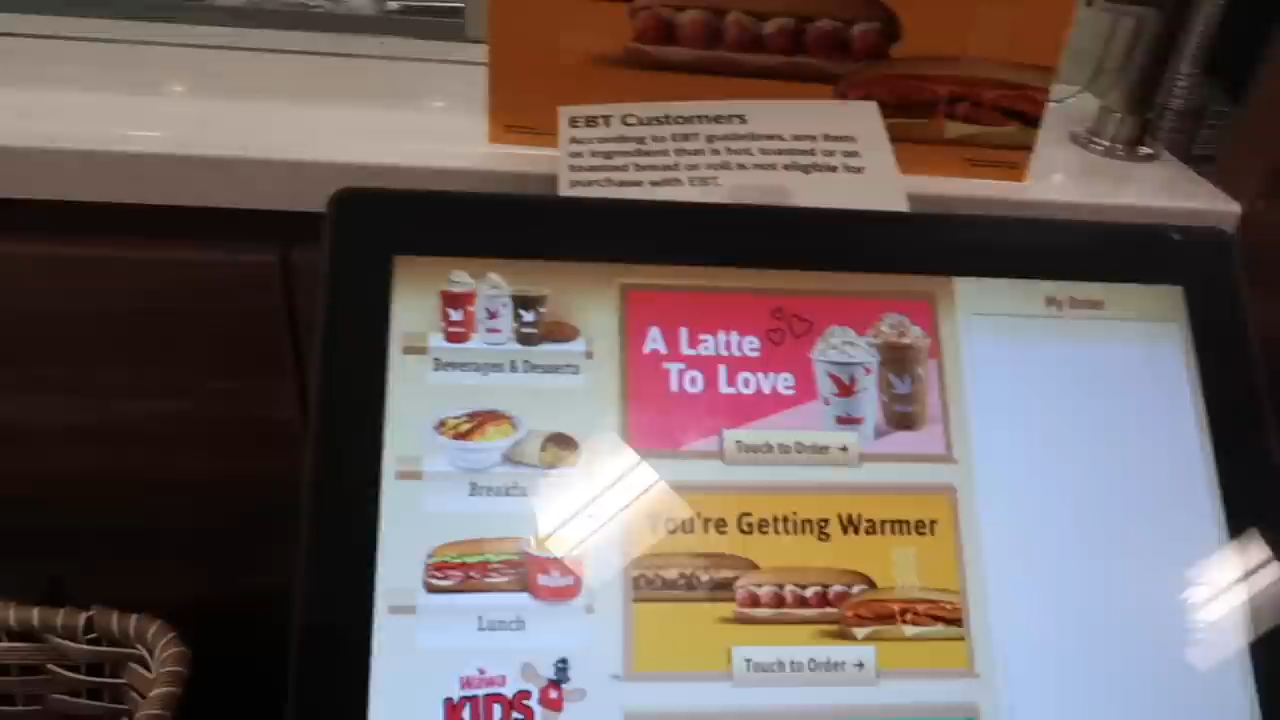 EBT Customers
According to EBT guidelines, any item
or ingredient that is hot, toasted or on
toasted bread or roll is not eligible for
purchase with EBT.
Beverages & Desserts
A Latte
To Love
Touch to Order →
My Order
Breakfa
You're Getting Warmer
Touch to Order →
Lunch
Wawa
KIDS